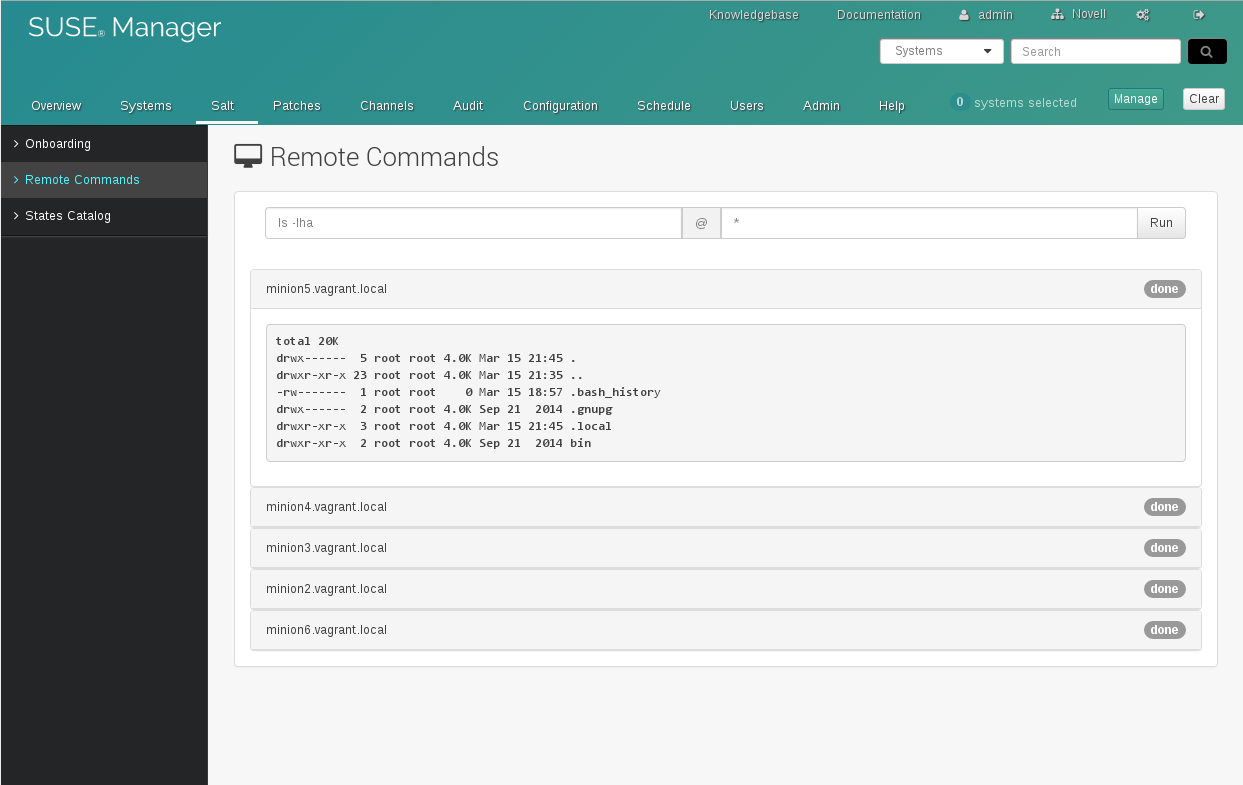 Knowledgebase Documentation admin Novell
SUSE® Manager
Systems Search
Overview Systems Salt Patches Channels Audit Configuration Schedule Users Admin Help 0 systems selected Manage Clear
Onboarding
Remote Commands
States Catalog
Remote Commands
ls -lha @ * Run
minion5.vagrant.local done
total 20K
drwx------  5 root root 4.0K Mar 15 21:45 .
drwxr-xr-x 23 root root 4.0K Mar 15 21:35 ..
-rw-------  1 root root    0 Mar 15 18:57 .bash_history
drwx------  2 root root 4.0K Sep 21  2014 .gnupg
drwxr-xr-x  3 root root 4.0K Mar 15 21:45 .local
drwxr-xr-x  2 root root 4.0K Sep 21  2014 bin
minion4.vagrant.local done
minion3.vagrant.local done
minion2.vagrant.local done
minion6.vagrant.local done